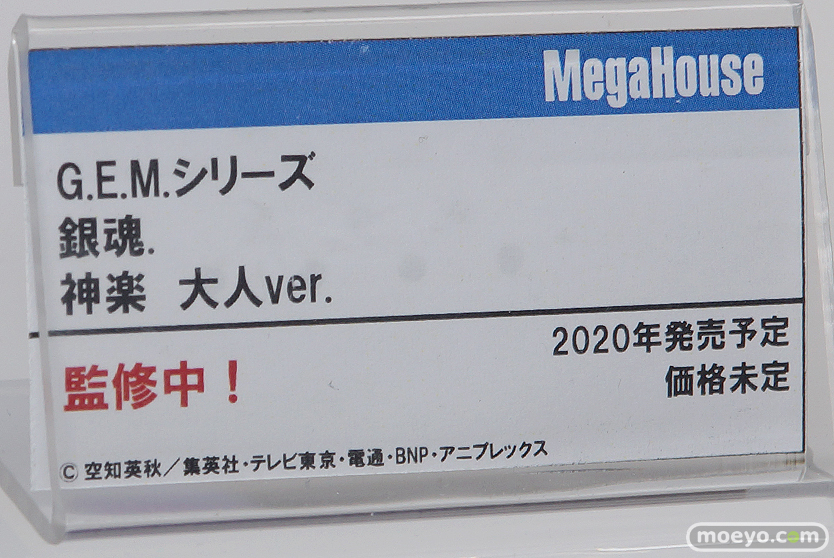 MegaHouse
G.E.M.シリーズ
銀魂.
神楽　大人ver.
2020年発売予定
価格未定
監修中！
© 空知英秋／集英社・テレビ東京・電通・BNP・アニプレックス
moeyo.com